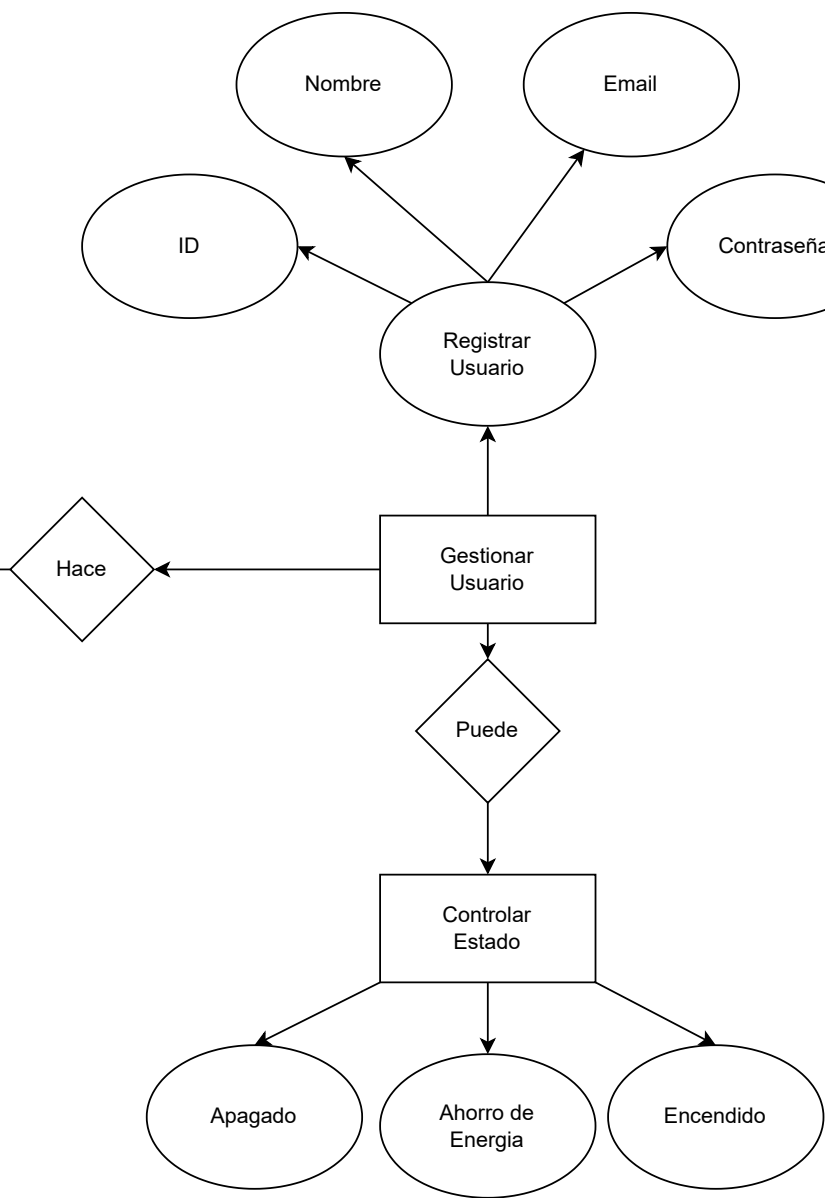 Nombre
Email
ID
Contraseña
Registrar
Usuario
Hace
Gestionar
Usuario
Puede
Controlar
Estado
Apagado
Ahorro de
Energia
Encendido